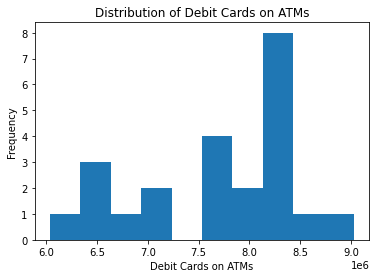 Distribution of Debit Cards on ATMs
Frequency
8
7
6
5
4
3
2
1
0
6.0 6.5 7.0 7.5 8.0 8.5 9.0
1e6
Debit Cards on ATMs